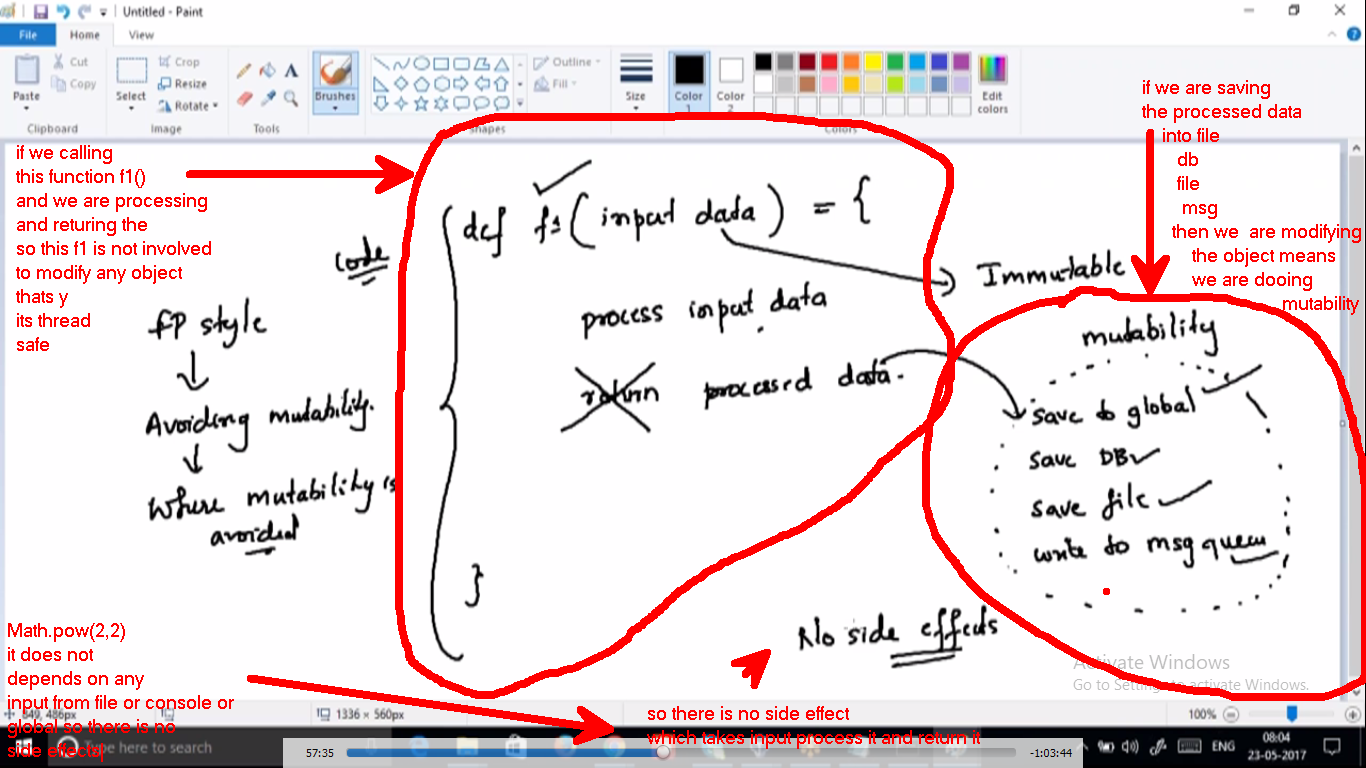 Untitled - Paint
File
Home
View
Paste
Cut
Copy
Clipboard
Select
Crop
Resize
Rotate
Image
Tools
Brushes
Outline
Fill
shapes
Size
Color
1
Color
2
Edit
colors
Colors
if we calling
this function f1()
and we are processing
and returing the
so this f1 is not involved
to modify any object
thats y
its thread
safe
if we are saving
the processed data
into file
db
file
msg
then we are modifying
the object means
we are dooing
mutability
code
FP style
Avoiding mutability.
Where mutability is
avoided
def f1 (input data) = {
process input data
return processed data.
}
Immutable
mutability
save to global
save DB
save file
write to msg queue
No side effects
Math.pow(2,2)
it does not
depends on any
input from file or console or
global so there is no
side effects
so there is no side effect
which takes input process it and return it
Activate Windows
Go to Settings to activate Windows.
549, 486px
1336 × 560px
100%
Type here to search
57:35
-1:03:44
ENG
08:04
23-05-2017